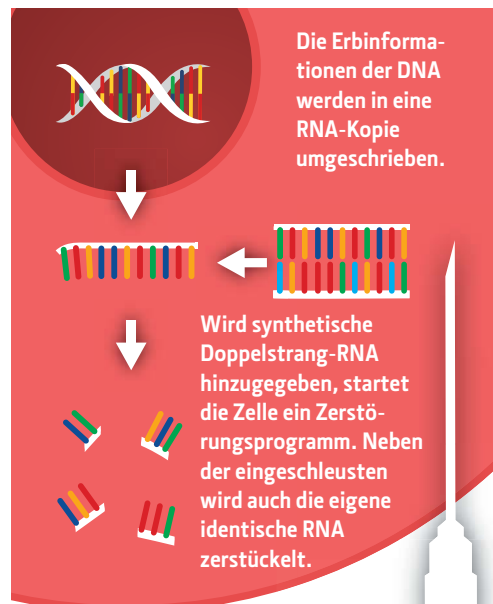 Die Erbinforma-
tionen der DNA
werden in eine
RNA-Kopie
umgeschrieben.
Wird synthetische
Doppelstrang-RNA
hinzugegeben, startet
die Zelle ein Zerstö-
rungsprogramm. Neben
der eingeschleusten
wird auch die eigene
identische RNA
zerstückelt.